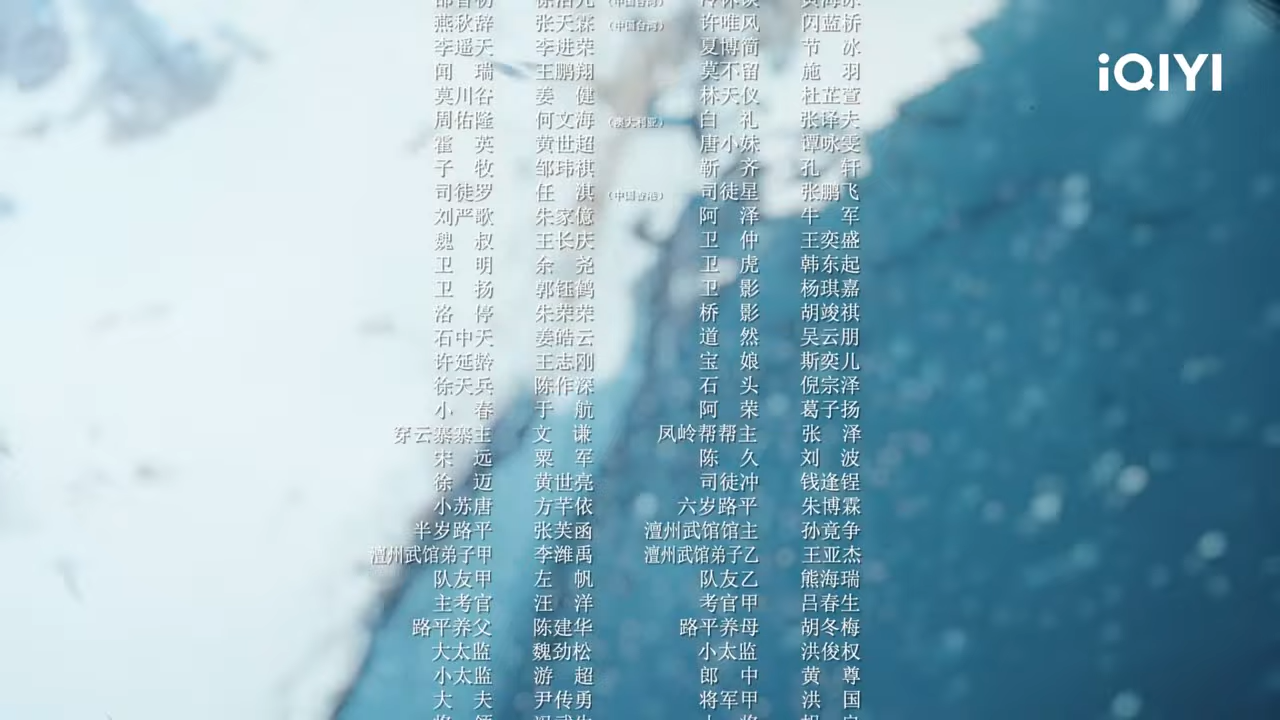 iQIYI
燕秋辞 张天霖 (中国台湾) 许唯风 闪蓝桥
李遥天 李进荣 夏博简 节 冰
闻 瑞 王鹏翔 莫不留 施 羽
莫川谷 姜 健 林天仪 杜芷萱
周佑隆 何文海 (澳大利亚) 白 礼 张译夫
霍 英 黄世超 唐小妹 谭咏雯
子 牧 邹玮祺 靳 齐 孔 轩
司徒罗 任 淇 (中国香港) 司徒星 张鹏飞
刘严歌 朱家億 阿 泽 牛 军
魏 叔 王长庆 卫 仲 王奕盛
卫 明 余 尧 卫 虎 韩东起
卫 扬 郭钰鹤 卫 影 杨琪嘉
洛 停 朱荣荣 桥 影 胡竣祺
石中天 姜皓云 道 然 吴云朋
许延龄 王志刚 宝 娘 斯奕儿
徐天兵 陈作深 石 头 倪宗泽
小 春 于 航 阿 荣 葛子扬
穿云寨寨主 文 谦 凤岭帮帮主 张 泽
宋 远 粟 军 陈 久 刘 波
徐 迈 黄世亮 司徒冲 钱逢锃
小苏唐 方芊依 六岁路平 朱博霖
半岁路平 张芙函 澶州武馆馆主 孙竟争
澶州武馆弟子甲 李潍禹 澶州武馆弟子乙 王亚杰
队友甲 左 帆 队友乙 熊海瑞
主考官 汪 洋 考官甲 吕春生
路平养父 陈建华 路平养母 胡冬梅
大太监 魏劲松 小太监 洪俊权
小太监 游 超 郎 中 黄 尊
大 夫 尹传勇 将军甲 洪 国